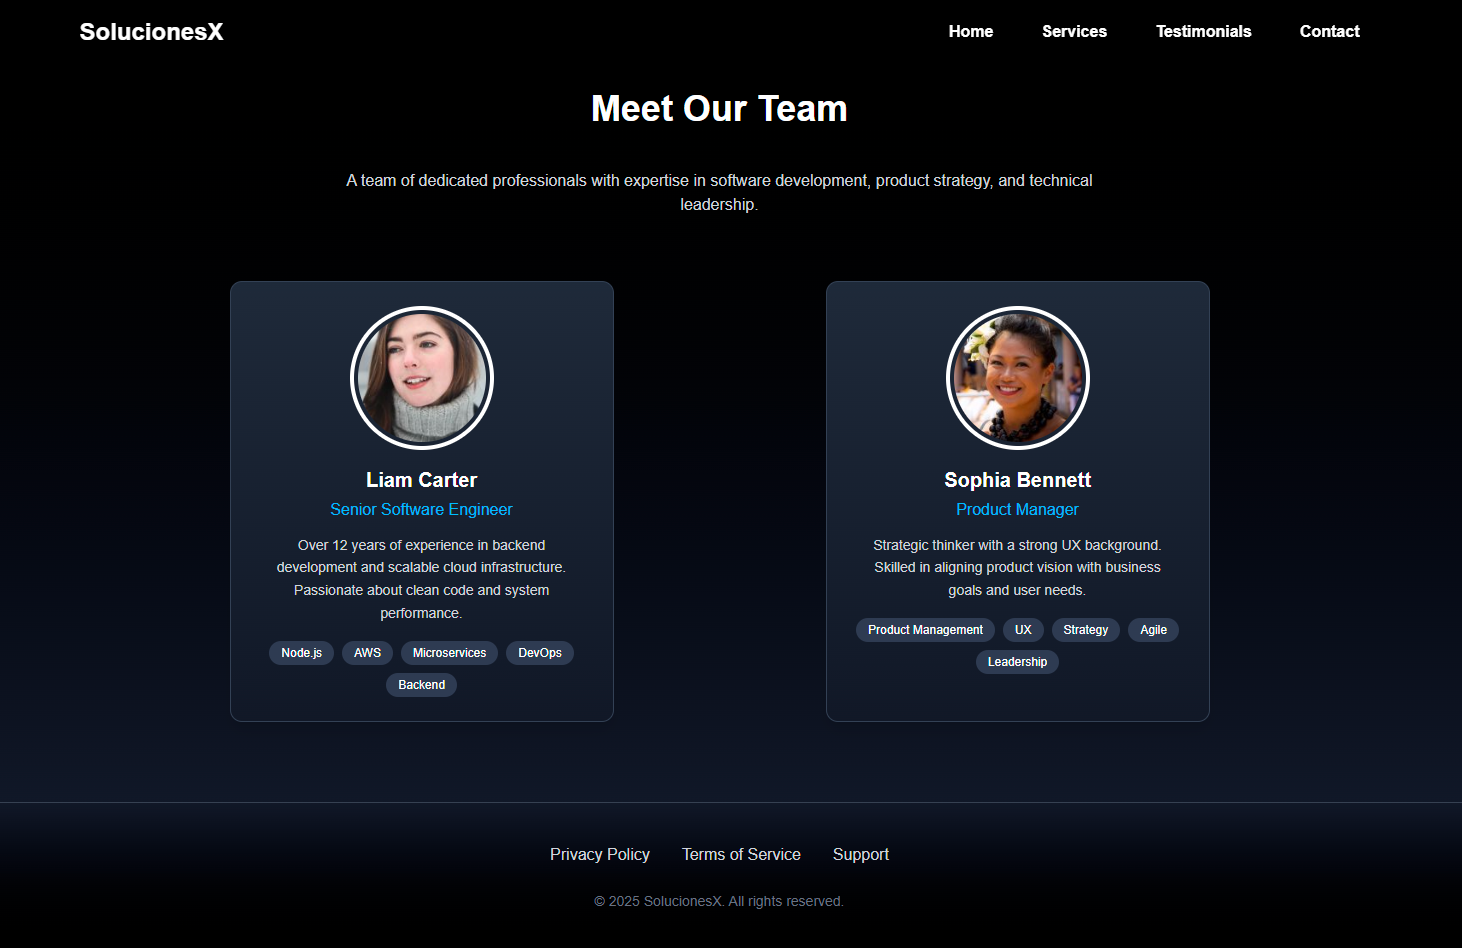 SolucionesX
Home Services Testimonials Contact
Meet Our Team
A team of dedicated professionals with expertise in software development, product strategy, and technical
leadership.
Liam Carter
Senior Software Engineer
Over 12 years of experience in backend
development and scalable cloud infrastructure.
Passionate about clean code and system
performance.
Node.js AWS Microservices DevOps
Backend
Sophia Bennett
Product Manager
Strategic thinker with a strong UX background.
Skilled in aligning product vision with business
goals and user needs.
Product Management UX Strategy Agile
Leadership
Privacy Policy Terms of Service Support
© 2025 SolucionesX. All rights reserved.